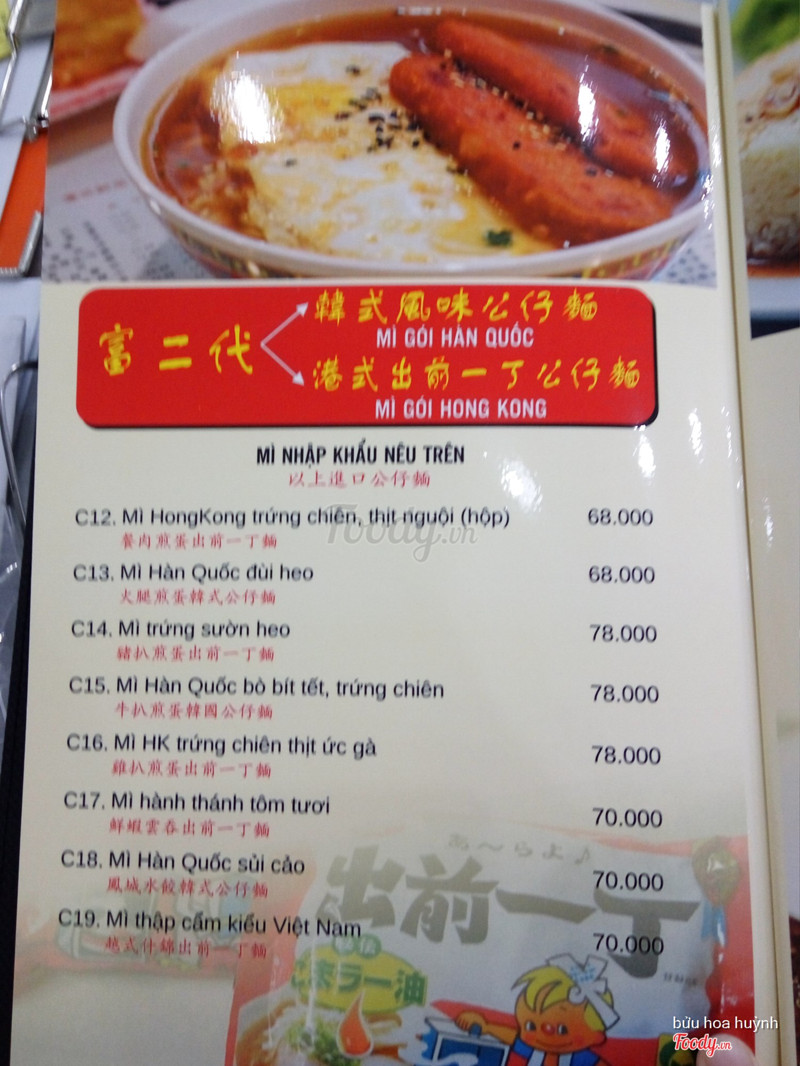 富二代
韓式風味公仔麵
MÌ GÓI HÀN QUỐC
港式出前一丁公仔麵
MÌ GÓI HONG KONG
MÌ NHẬP KHẨU NÊU TRÊN
以上進口公仔麵
C12. Mì HongKong trứng chiên, thịt nguội (hộp) 68.000
餐肉煎蛋出前一丁麵
C13. Mì Hàn Quốc đùi heo 68.000
火腿煎蛋韓式公仔麵
C14. Mì trứng sườn heo 78.000
豬扒煎蛋出前一丁麵
C15. Mì Hàn Quốc bò bít tết, trứng chiên 78.000
牛扒煎蛋韓國公仔麵
C16. Mì HK trứng chiên thịt ức gà 78.000
雞扒煎蛋出前一丁麵
C17. Mì hành thánh tôm tươi 70.000
鮮蝦雲吞出前一丁麵
C18. Mì Hàn Quốc sủi cảo 70.000
鳳城水餃韓式公仔麵
C19. Mì thập cẩm kiểu Việt Nam 70.000
越式什錦出前一丁麵
あ〜らよ♪
出前一丁
ラー油
Foody.vn
bửu hoa huỳnh
Foody.vn